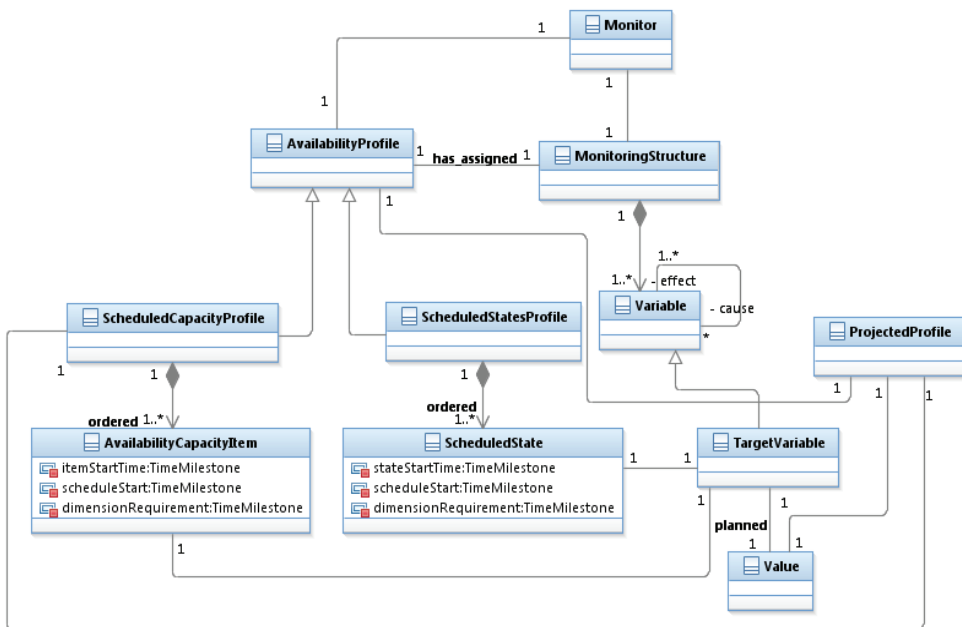 Monitor
1
1
1
1
AvailabilityProfile
MonitoringStructure
1
has_assigned
1
1
1
1..*
1..*
- effect
Variable
- cause
*
ScheduledCapacityProfile
ScheduledStatesProfile
ProjectedProfile
1
1
1
1
1
1
ordered
1..*
ordered
1..*
AvailabilityCapacityItem
itemStartTime:TimeMilestone
scheduleStart:TimeMilestone
dimensionRequirement:TimeMilestone
ScheduledState
stateStartTime:TimeMilestone
scheduleStart:TimeMilestone
dimensionRequirement:TimeMilestone
TargetVariable
1
1
1
1
planned
1
1
1
Value